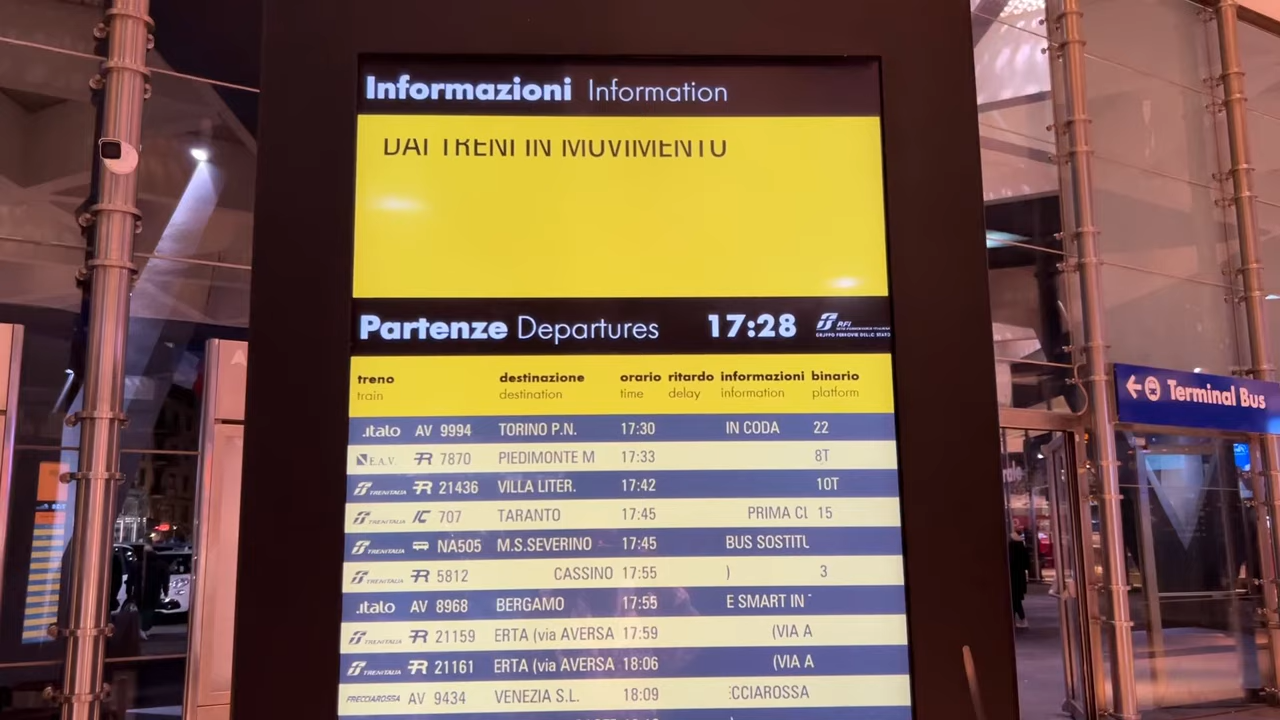 Informazioni Information
DAI TRENI IN MOVIMENTO
Partenze Departures 17:28 RFI
treno destinazione orario ritardo informazioni binario
train destination time delay information platform
.italo AV 9994 TORINO P.N. 17:30 IN CODA 22
E.A.V. R 7870 PIEDIMONTE M 17:33 8T
TRENITALIA R 21436 VILLA LITER. 17:42 10T
TRENITALIA IC 707 TARANTO 17:45 PRIMA CL 15
TRENITALIA NA505 M.S.SEVERINO 17:45 BUS SOSTITU
TRENITALIA R 5812 CASSINO 17:55 ) 3
.italo AV 8968 BERGAMO 17:55 E SMART IN
TRENITALIA R 21159 ERTA (via AVERSA 17:59 (VIA A
TRENITALIA R 21161 ERTA (via AVERSA 18:06 (VIA A
FRECCIAROSSA AV 9434 VENEZIA S.L. 18:09 CCIAROSSA
← Terminal Bus